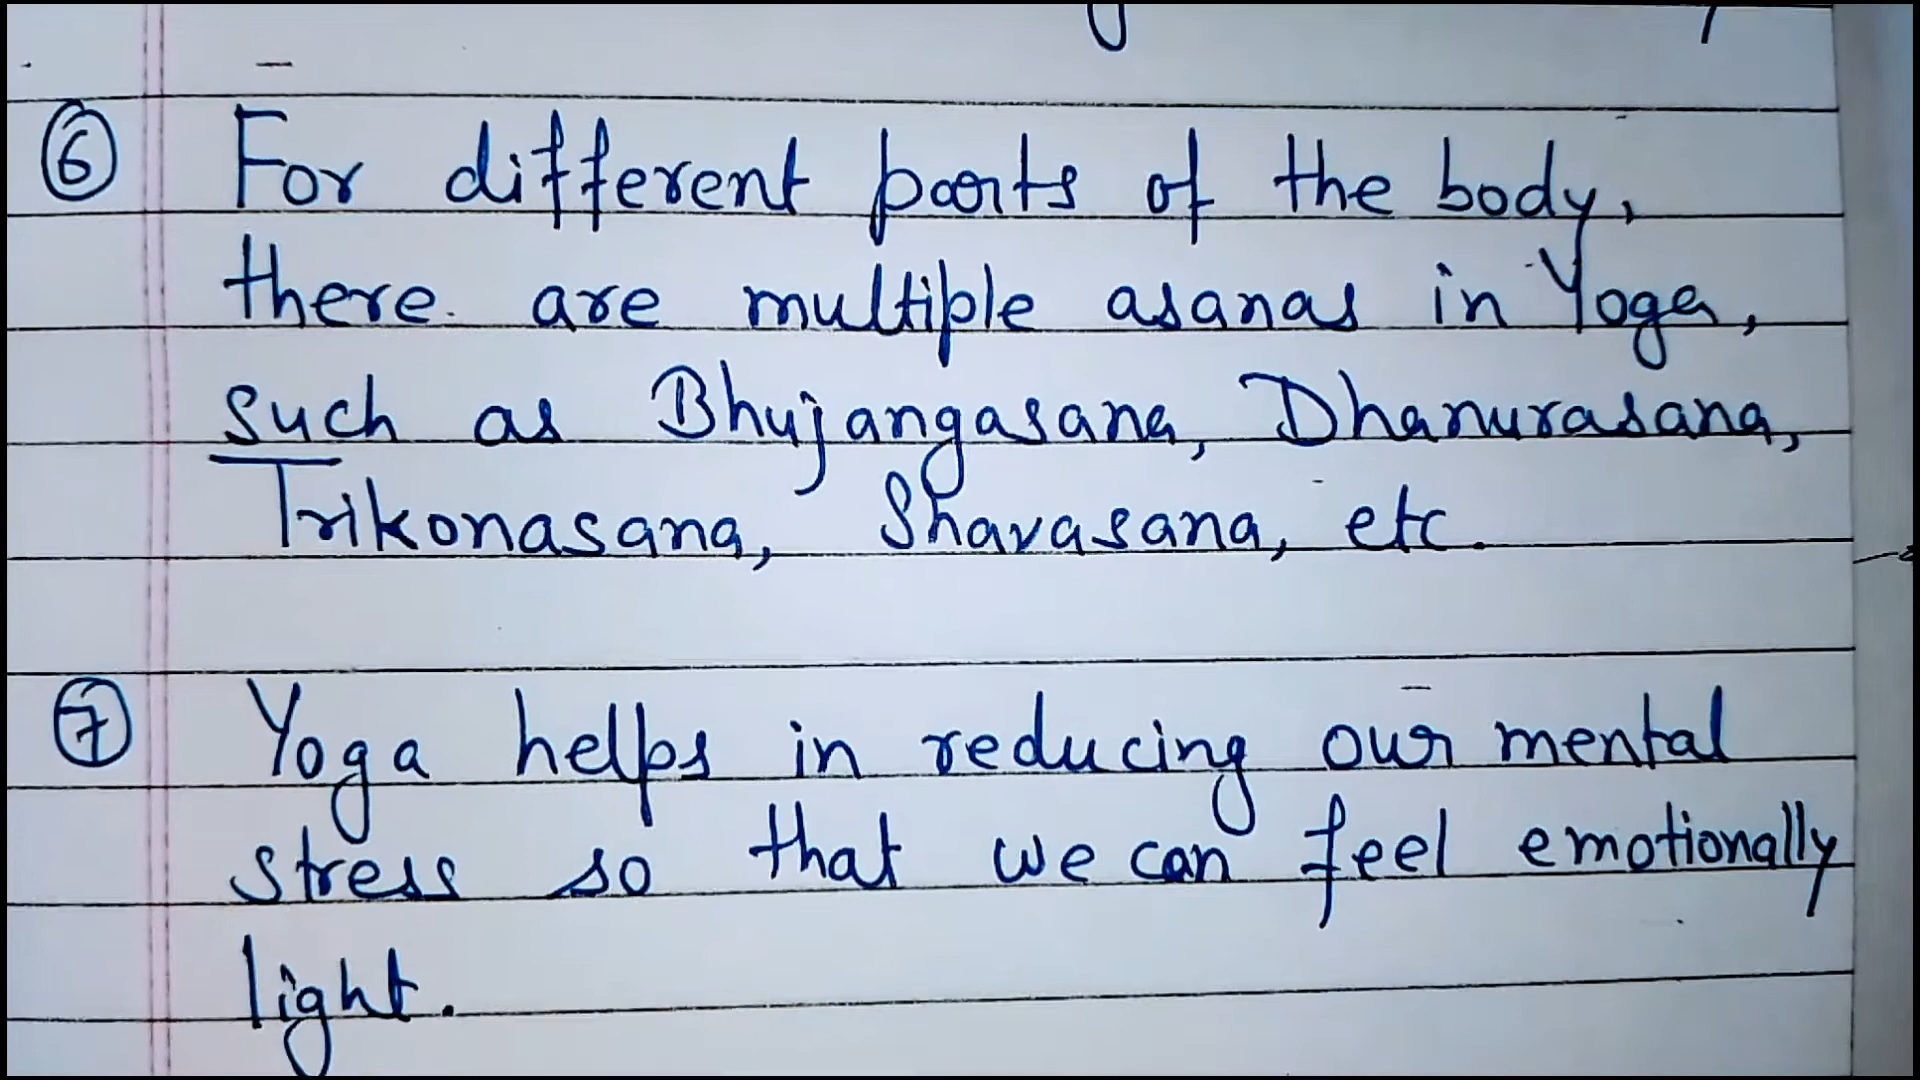 ⑥ For different parts of the body,
there are multiple asanas in Yoga,
such as Bhujangasana, Dhanurasana,
Trikonasana, Shavasana, etc.
⑦ Yoga helps in reducing our mental
stress so that we can feel emotionally
light.